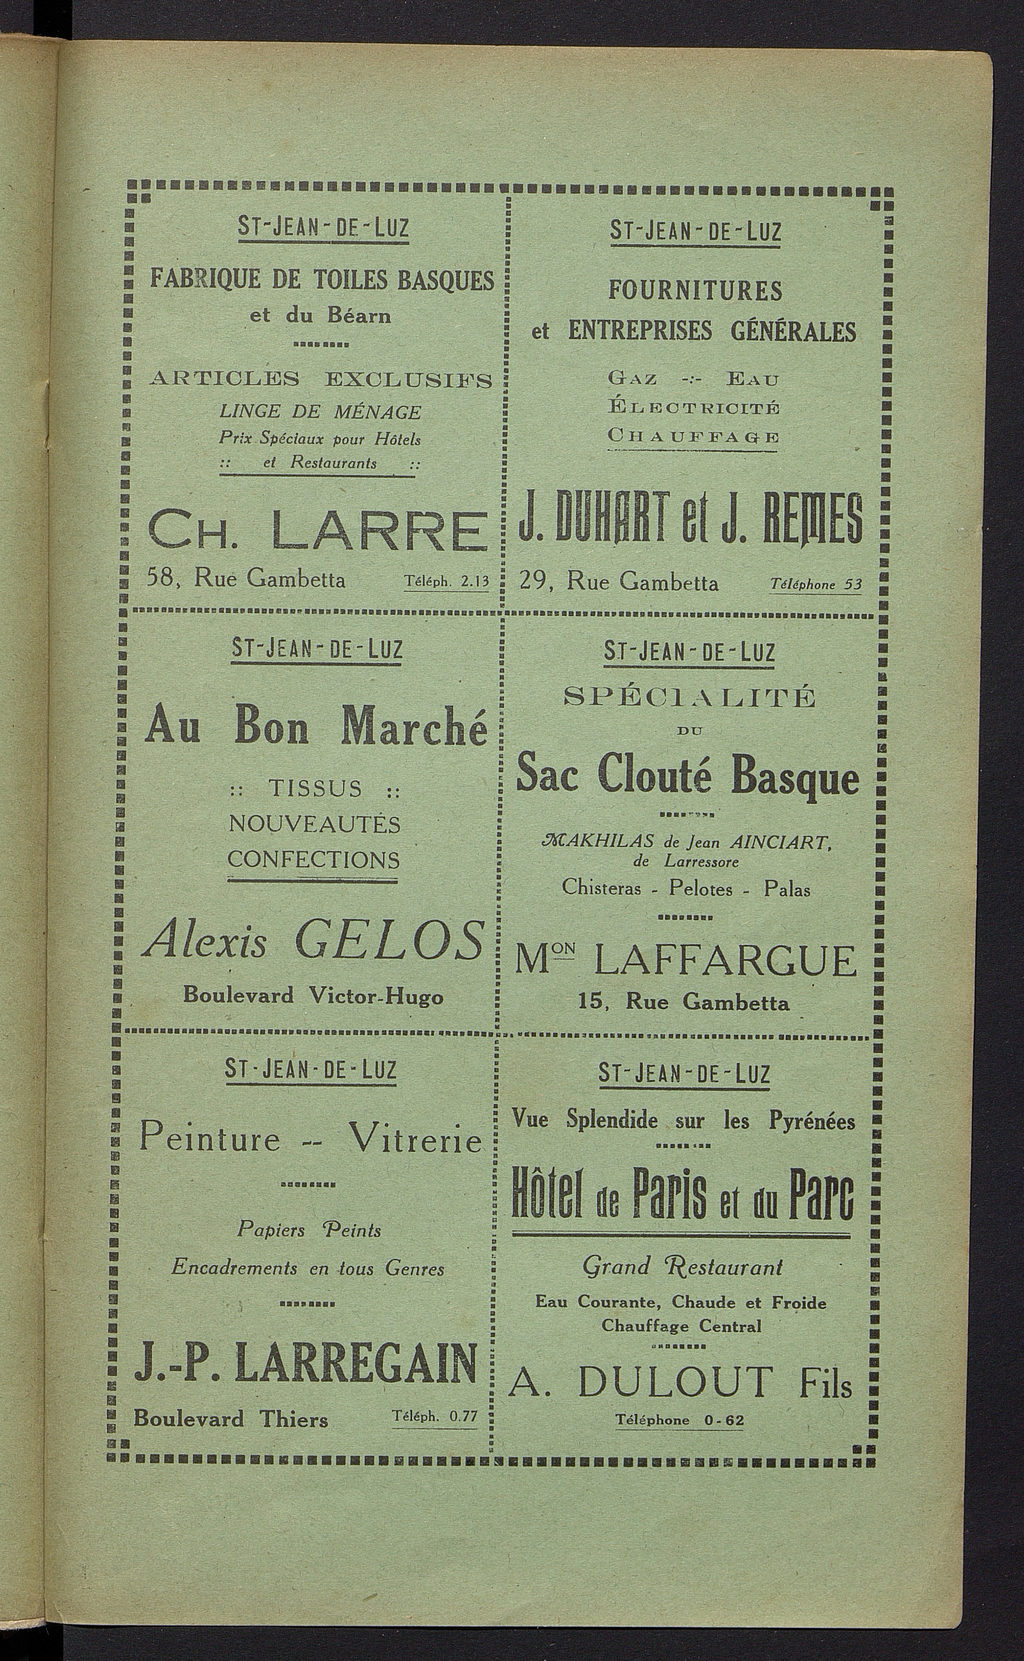 ST-JEAN-DE-LUZ
FABRIQUE DE TOILES BASQUES
et du Béarn
ARTICLES EXCLUSIFS
LINGE DE MÉNAGE
Prix Spéciaux pour Hôtels
:: et Restaurants ::
CH. LARRE
58, Rue Gambetta Téléph. 2.13
ST-JEAN-DE-LUZ
FOURNITURES
et ENTREPRISES GÉNÉRALES
GAZ -:- EAU
ÉLECTRICITÉ
CHAUFFAGE
J. DUHART et J. REMES
29, Rue Gambetta Téléphone 53
ST-JEAN-DE-LUZ
Au Bon Marché
:: TISSUS ::
NOUVEAUTÉS
CONFECTIONS
Alexis GELOS
Boulevard Victor-Hugo
ST-JEAN-DE-LUZ
SPÉCIALITÉ
DU
Sac Clouté Basque
MAKHILAS de Jean AINCIART,
de Larressore
Chisteras - Pelotes - Palas
MON LAFFARGUE
15, Rue Gambetta
ST-JEAN-DE-LUZ
Peinture -- Vitrerie
Papiers Peints
Encadrements en tous Genres
J.-P. LARREGAIN
Boulevard Thiers Téléph. 0.77
ST-JEAN-DE-LUZ
Vue Splendide sur les Pyrénées
Hôtel de Paris et du Parc
Grand Restaurant
Eau Courante, Chaude et Froide
Chauffage Central
A. DULOUT Fils
Téléphone 0-62